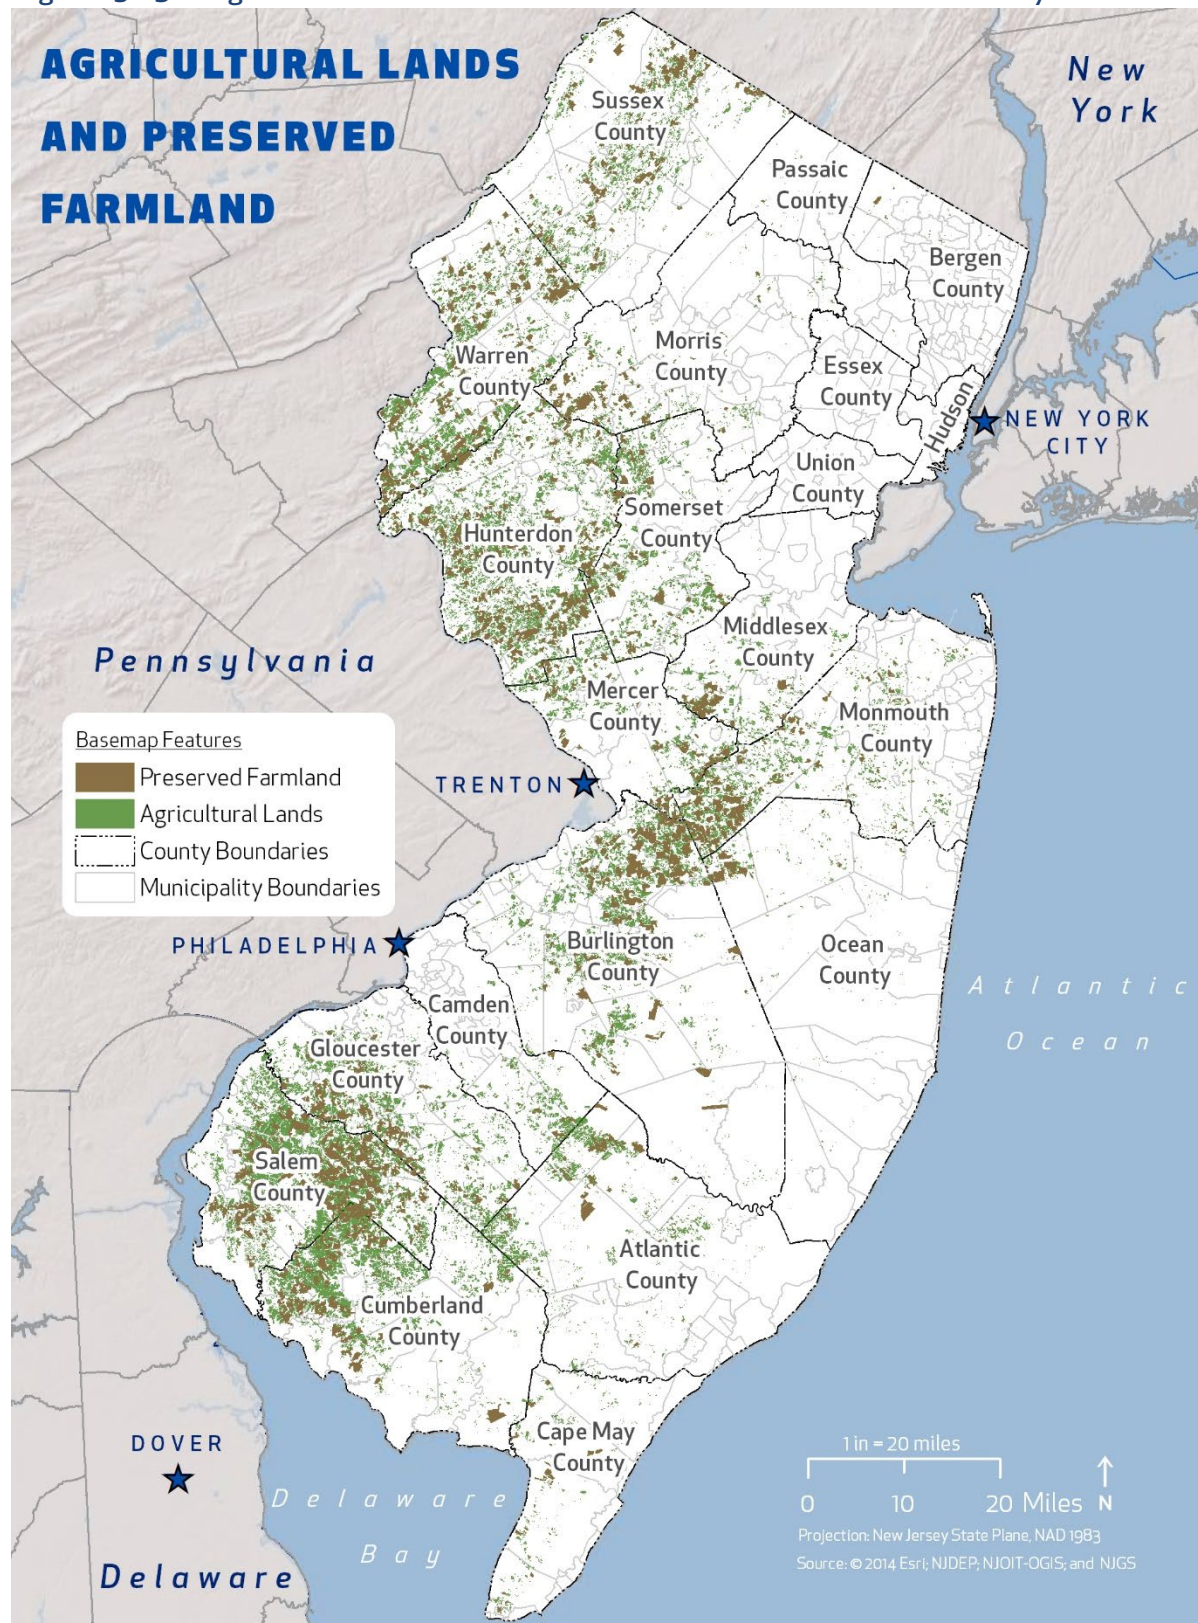 AGRICULTURAL LANDS
AND PRESERVED
FARMLAND
New
York
Sussex
County
Passaic
County
Bergen
County
Morris
County
Warren
County
Essex
County
Hudson
NEW YORK
CITY
Union
County
Somerset
County
Hunterdon
County
Middlesex
County
Pennsylvania
Mercer
County
Monmouth
County
Basemap Features
Preserved Farmland
Agricultural Lands
County Boundaries
Municipality Boundaries
TRENTON
PHILADELPHIA
Burlington
County
Ocean
County
Camden
County
Atlantic
Ocean
Gloucester
County
Salem
County
Atlantic
County
Cumberland
County
Cape May
County
DOVER
Delaware
Bay
Delaware
1 in = 20 miles
0 10 20 Miles N
Projection: New Jersey State Plane, NAD 1983
Source: © 2014 Esri; NJDEP; NJOIT-OGIS; and NJGS